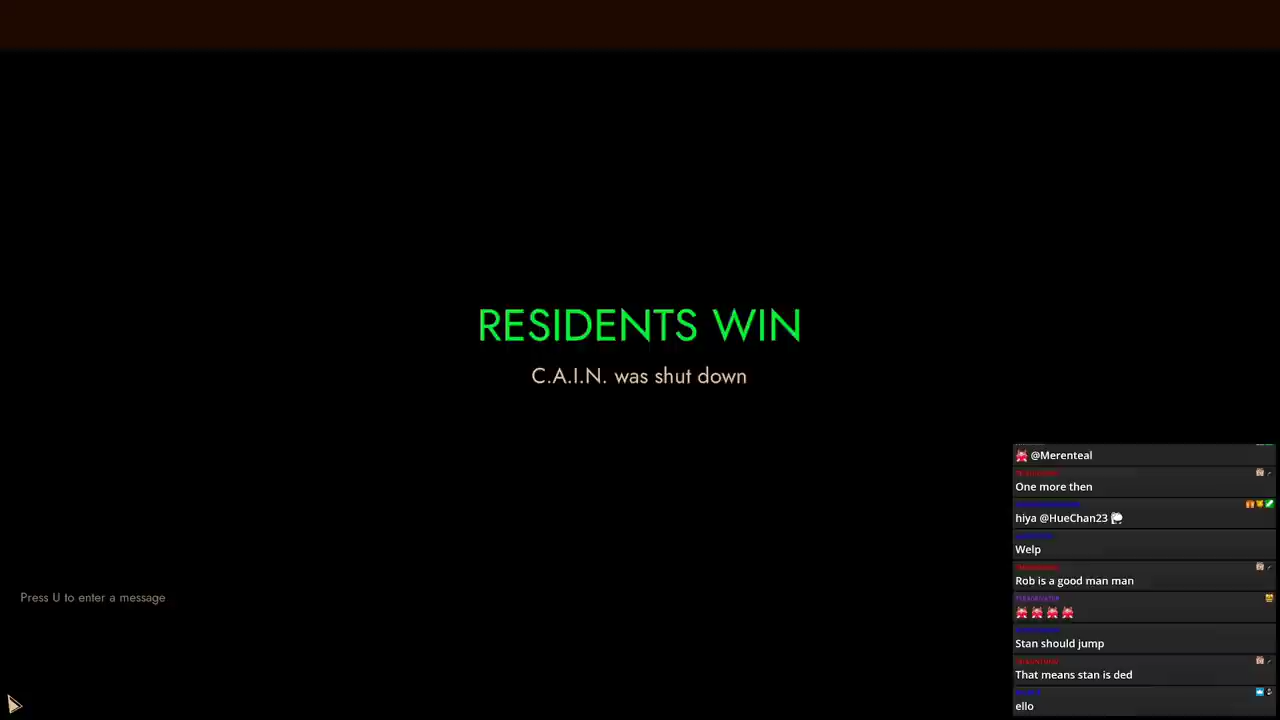 RESIDENTS WIN
C.A.I.N. was shut down
Press U to enter a message
@Merenteal
One more then
hiya @HueChan23
Welp
Rob is a good man man
Stan should jump
That means stan is ded
ello